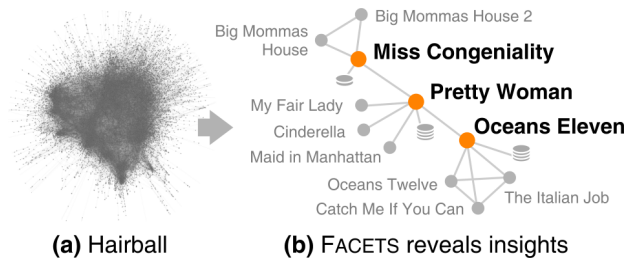 Big Mommas House 2
Big Mommas
House
Miss Congeniality
Pretty Woman
My Fair Lady
Cinderella
Oceans Eleven
Maid in Manhattan
Oceans Twelve
The Italian Job
Catch Me If You Can
(a) Hairball
(b) FACETS reveals insights